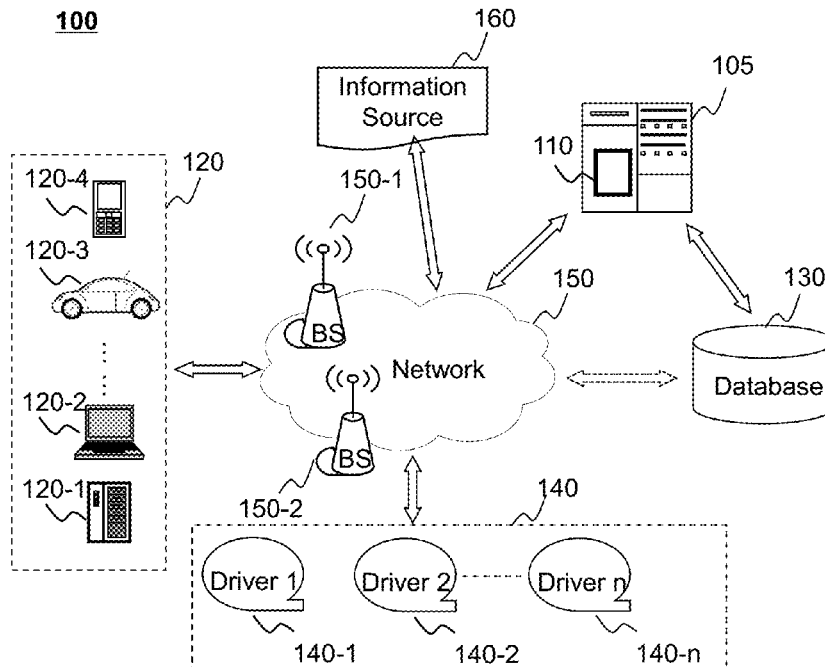 100
160
Information
Source
105
110
120-4
120
150-1
120-3
BS
150
130
Network
Database
120-2
BS
120-1
150-2
140
Driver 1
Driver 2
Driver n
140-1
140-2
140-n